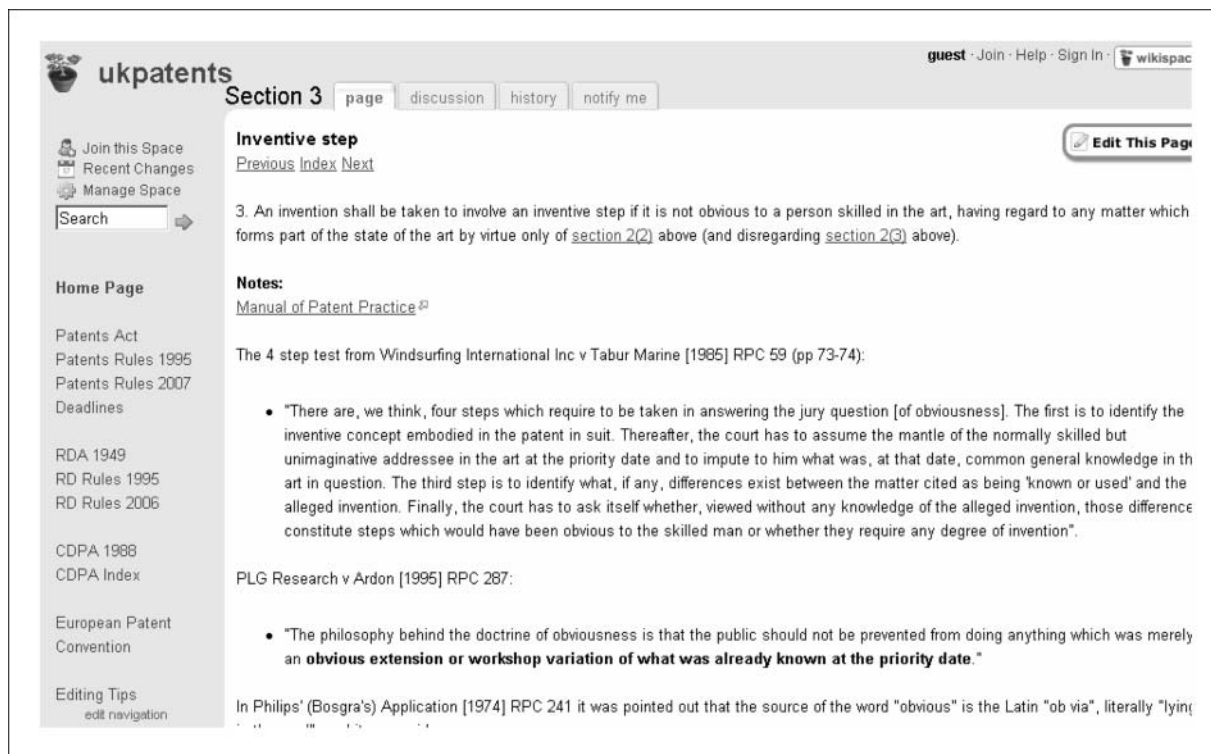 guest · Join · Help · Sign In · wikispac
ukpatents
Section 3 page discussion history notify me
Join this Space
Recent Changes
Manage Space
Search
Home Page
Patents Act
Patents Rules 1995
Patents Rules 2007
Deadlines
RDA 1949
RD Rules 1995
RD Rules 2006
CDPA 1988
CDPA Index
European Patent
Convention
Editing Tips
edit navigation
Inventive step
Edit This Page
Previous Index Next
3. An invention shall be taken to involve an inventive step if it is not obvious to a person skilled in the art, having regard to any matter which
forms part of the state of the art by virtue only of section 2(2) above (and disregarding section 2(3) above).
Notes:
Manual of Patent Practice
The 4 step test from Windsurfing International Inc v Tabur Marine [1985] RPC 59 (pp 73-74):
• "There are, we think, four steps which require to be taken in answering the jury question [of obviousness]. The first is to identify the
inventive concept embodied in the patent in suit. Thereafter, the court has to assume the mantle of the normally skilled but
unimaginative addressee in the art at the priority date and to impute to him what was, at that date, common general knowledge in th
art in question. The third step is to identify what, if any, differences exist between the matter cited as being 'known or used' and the
alleged invention. Finally, the court has to ask itself whether, viewed without any knowledge of the alleged invention, those difference
constitute steps which would have been obvious to the skilled man or whether they require any degree of invention".
PLG Research v Ardon [1995] RPC 287:
• "The philosophy behind the doctrine of obviousness is that the public should not be prevented from doing anything which was merely
an obvious extension or workshop variation of what was already known at the priority date."
In Philips' (Bosgra's) Application [1974] RPC 241 it was pointed out that the source of the word "obvious" is the Latin "ob via", literally "lying